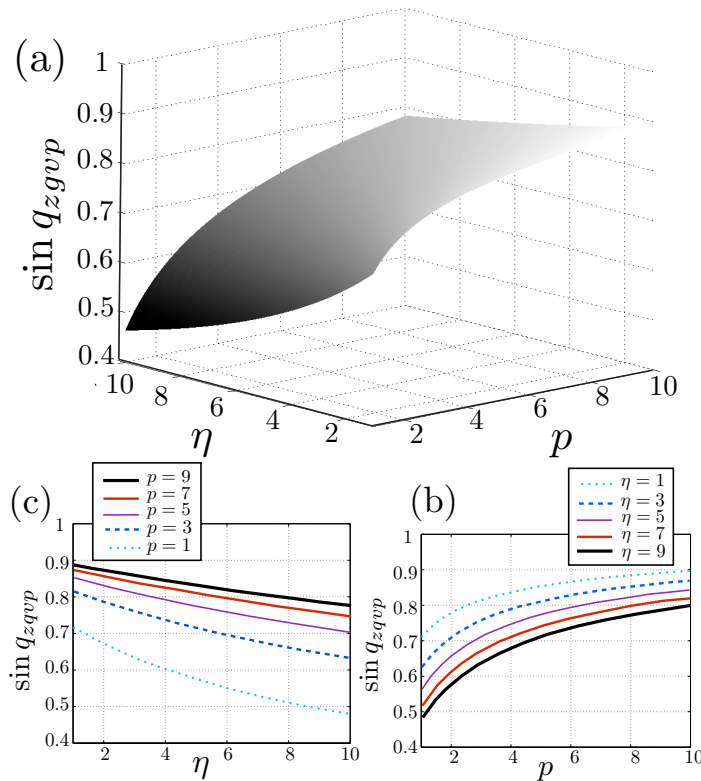 (a)
1
0.9
0.8
0.7
0.6
0.5
0.4
sin q_{zgvp}
10
8
6
4
2
η
2
4
6
8
10
p
(c)
p = 9
p = 7
p = 5
p = 3
p = 1
1
0.9
0.8
0.7
0.6
0.5
0.4
sin q_{zqvp}
2
4
6
8
10
η
(b)
η = 1
η = 3
η = 5
η = 7
η = 9
1
0.9
0.8
0.7
0.6
0.5
0.4
sin q_{zqvp}
2
4
6
8
10
p